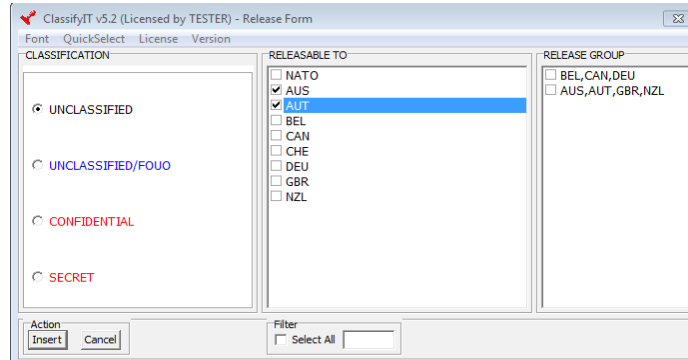 ClassifyIT v5.2 (Licensed by TESTER) - Release Form
Font QuickSelect License Version
CLASSIFICATION
UNCLASSIFIED
UNCLASSIFIED/FOUO
CONFIDENTIAL
SECRET
RELEASABLE TO
NATO
AUS
AUT
BEL
CAN
CHE
DEU
GBR
NZL
RELEASE GROUP
BEL,CAN,DEU
AUS,AUT,GBR,NZL
Action
Insert Cancel
Filter
Select All